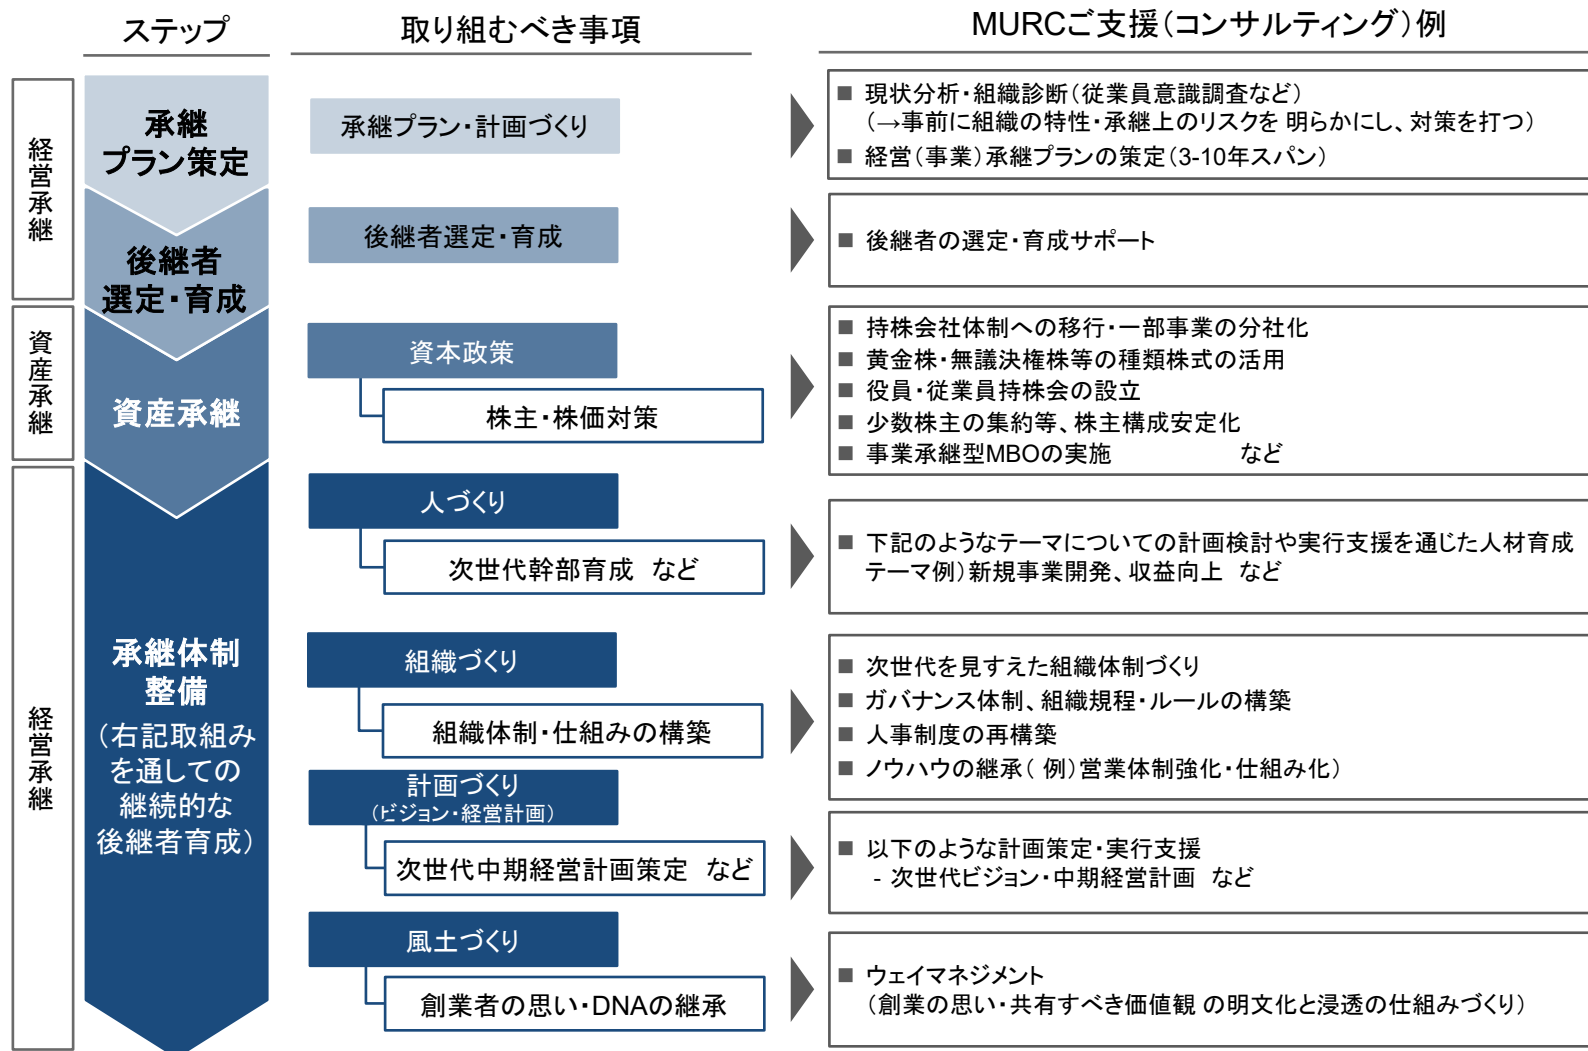 ステップ
取り組むべき事項
MURCご支援（コンサルティング）例
経営承継
承継
プラン策定
承継プラン・計画づくり
■ 現状分析・組織診断（従業員意識調査など）
（→事前に組織の特性・承継上のリスクを 明らかにし、対策を打つ）
■ 経営（事業）承継プランの策定（3-10年スパン）
後継者
選定・育成
後継者選定・育成
■ 後継者の選定・育成サポート
資産承継
資産承継
資本政策
株主・株価対策
■ 持株会社体制への移行・一部事業の分社化
■ 黄金株・無議決権株等の種類株式の活用
■ 役員・従業員持株会の設立
■ 少数株主の集約等、株主構成安定化
■ 事業承継型MBOの実施 など
経営承継
承継体制
整備
（右記取組み
を通しての
継続的な
後継者育成）
人づくり
次世代幹部育成 など
■ 下記のようなテーマについての計画検討や実行支援を通じた人材育成
テーマ例）新規事業開発、収益向上 など
組織づくり
組織体制・仕組みの構築
■ 次世代を見すえた組織体制づくり
■ ガバナンス体制、組織規程・ルールの構築
■ 人事制度の再構築
■ ノウハウの継承（ 例）営業体制強化・仕組み化）
計画づくり
（ビジョン・経営計画）
次世代中期経営計画策定 など
■ 以下のような計画策定・実行支援
- 次世代ビジョン・中期経営計画 など
風土づくり
創業者の思い・DNAの継承
■ ウェイマネジメント
（創業の思い・共有すべき価値観 の明文化と浸透の仕組みづくり）